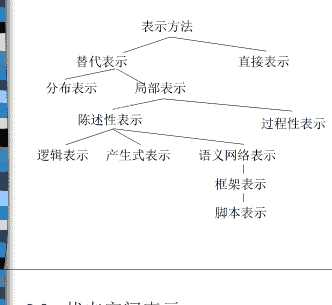 表示方法
替代表示 直接表示
分布表示 局部表示
陈述性表示 过程性表示
逻辑表示 产生式表示 语义网络表示
框架表示
脚本表示